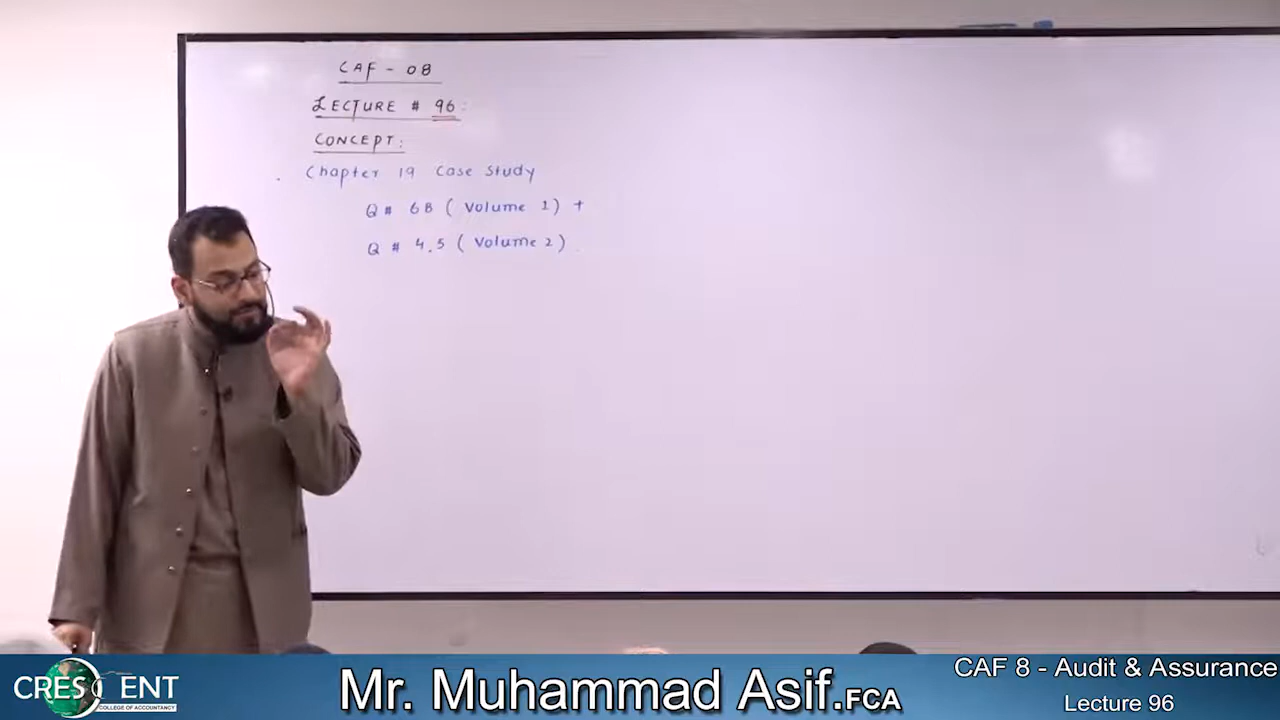 CAF - 08
LECTURE # 96:
CONCEPT:
Chapter 19 Case Study
Q # 6B ( Volume 1) +
Q # 4.5 ( Volume 2)
CRESCENT
COLLEGE OF ACCOUNTANCY
Mr. Muhammad Asif.FCA
CAF 8 - Audit & Assurance
Lecture 96